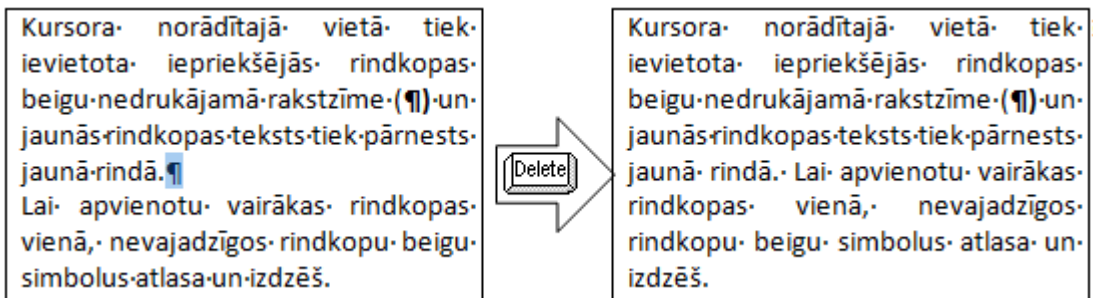 Kursora· norādītajā· vietā· tiek·
ievietota· iepriekšējās· rindkopas·
beigu·nedrukājamā·rakstzīme·(¶)·un·
jaunās·rindkopas·teksts·tiek·pārnests·
jaunā·rindā.¶
Lai· apvienotu· vairākas· rindkopas·
vienā,· nevajadzīgos· rindkopu· beigu·
simbolus·atlasa·un·izdzēš.
Delete
Kursora· norādītajā· vietā· tiek·
ievietota· iepriekšējās· rindkopas·
beigu·nedrukājamā·rakstzīme·(¶)·un·
jaunās·rindkopas·teksts·tiek·pārnests·
jaunā· rindā.· Lai· apvienotu· vairākas·
rindkopas· vienā,· nevajadzīgos·
rindkopu· beigu· simbolus· atlasa· un·
izdzēš.